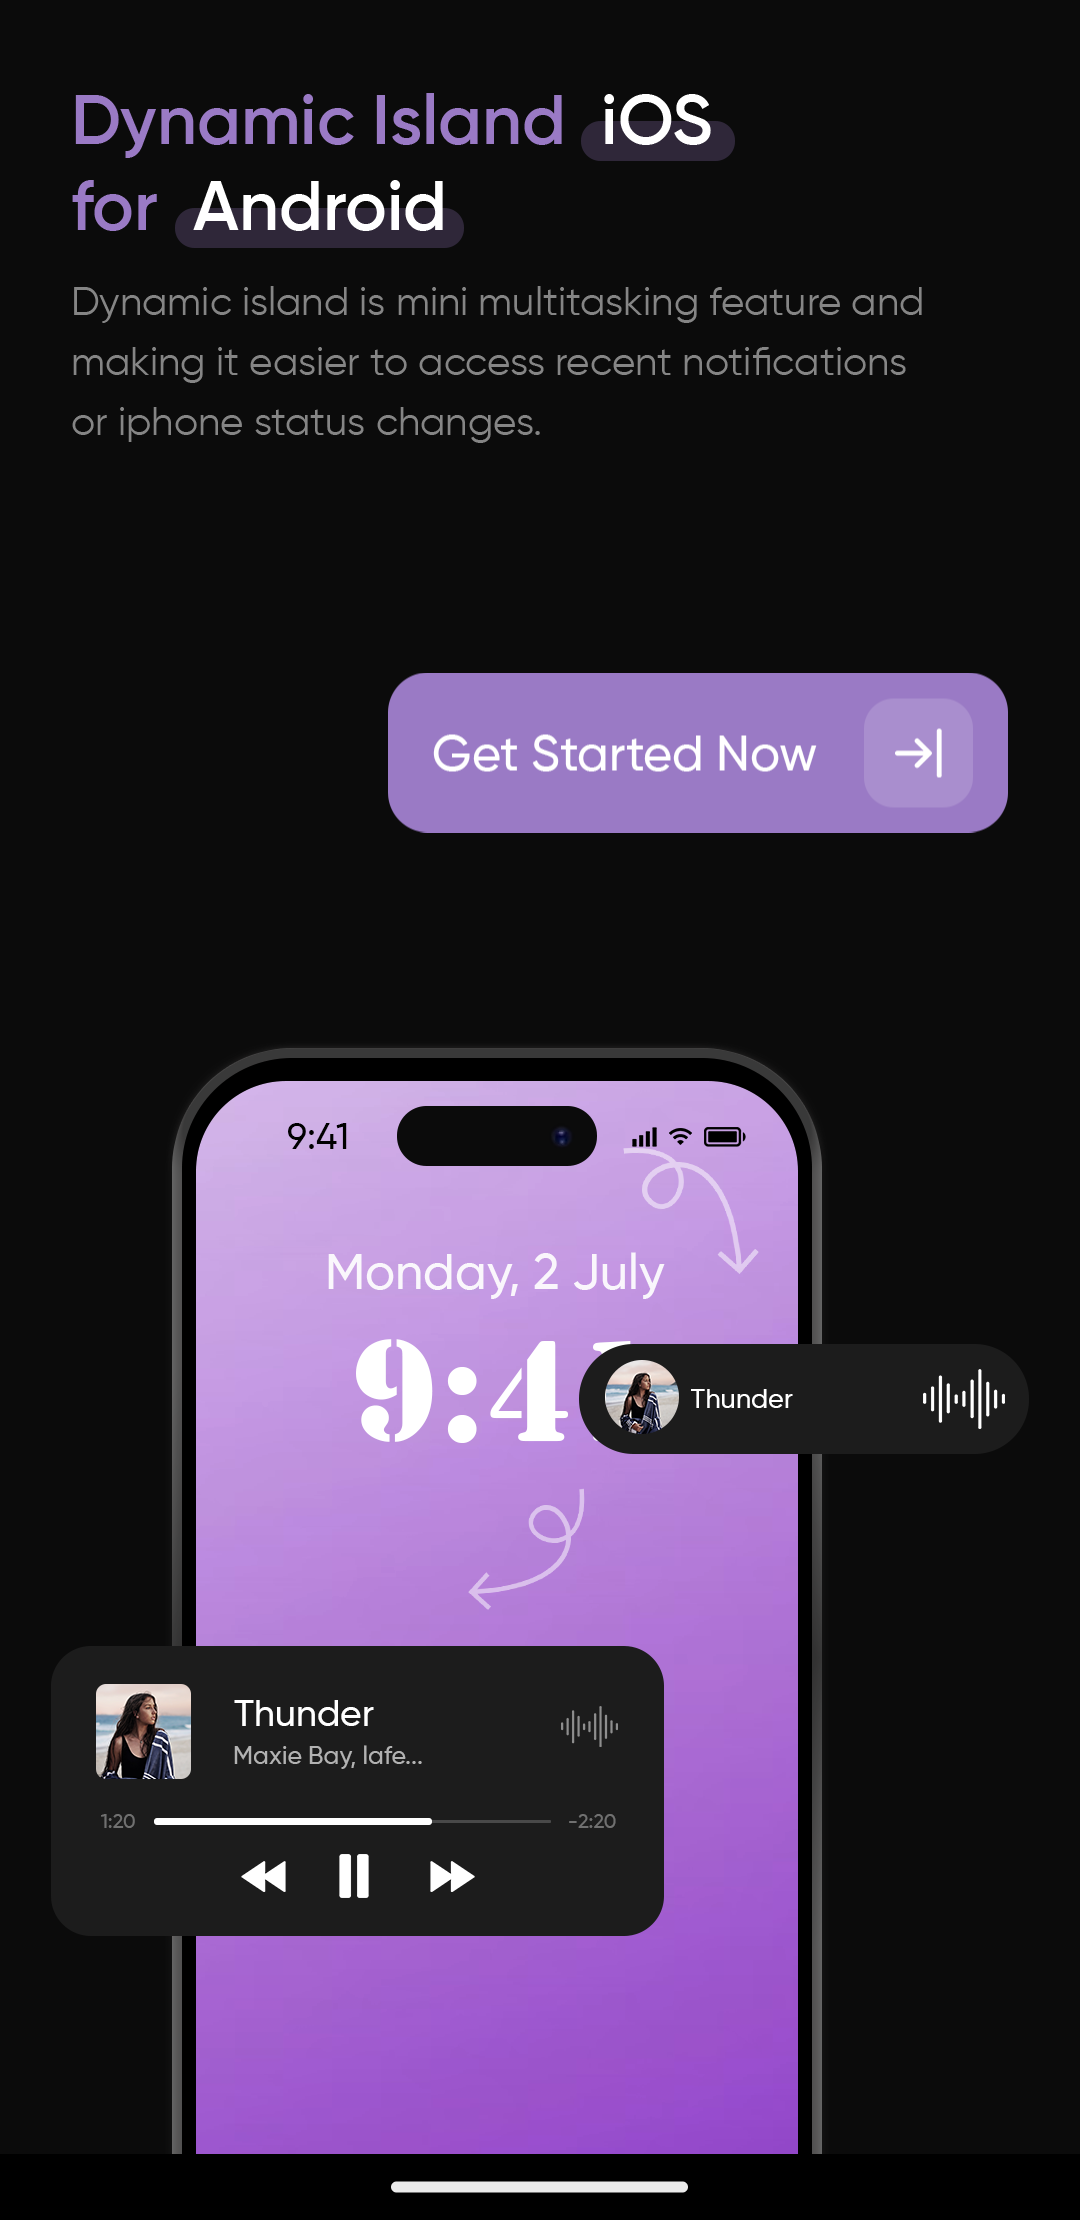 Dynamic Island iOS
for Android
Dynamic island is mini multitasking feature and
making it easier to access recent notifications
or iphone status changes.
Get Started Now
9:41
Monday, 2 July
9:4
Thunder
Thunder
Maxie Bay, lafe...
1:20 -2:20